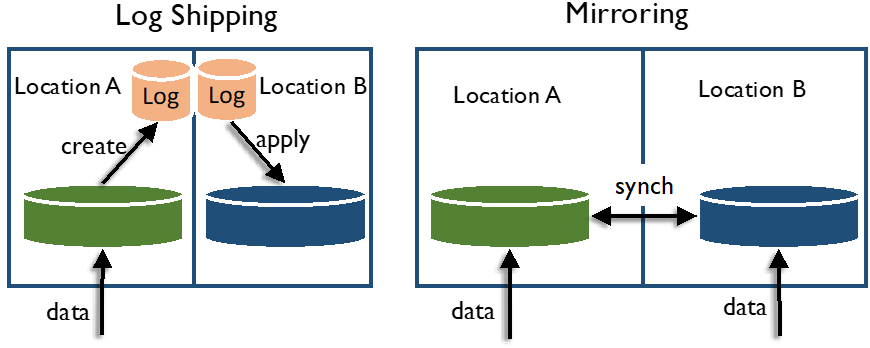 Log Shipping
Location A
Log
Log
Location B
create
apply
data
Mirroring
Location A
Location B
synch
data
data